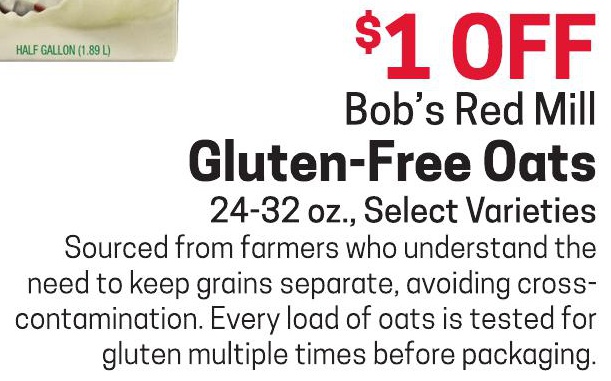 HALF GALLON (1.89 L)
$1 OFF
Bob's Red Mill
Gluten-Free Oats
24-32 oz., Select Varieties
Sourced from farmers who understand the
need to keep grains separate, avoiding cross-
contamination. Every load of oats is tested for
gluten multiple times before packaging.